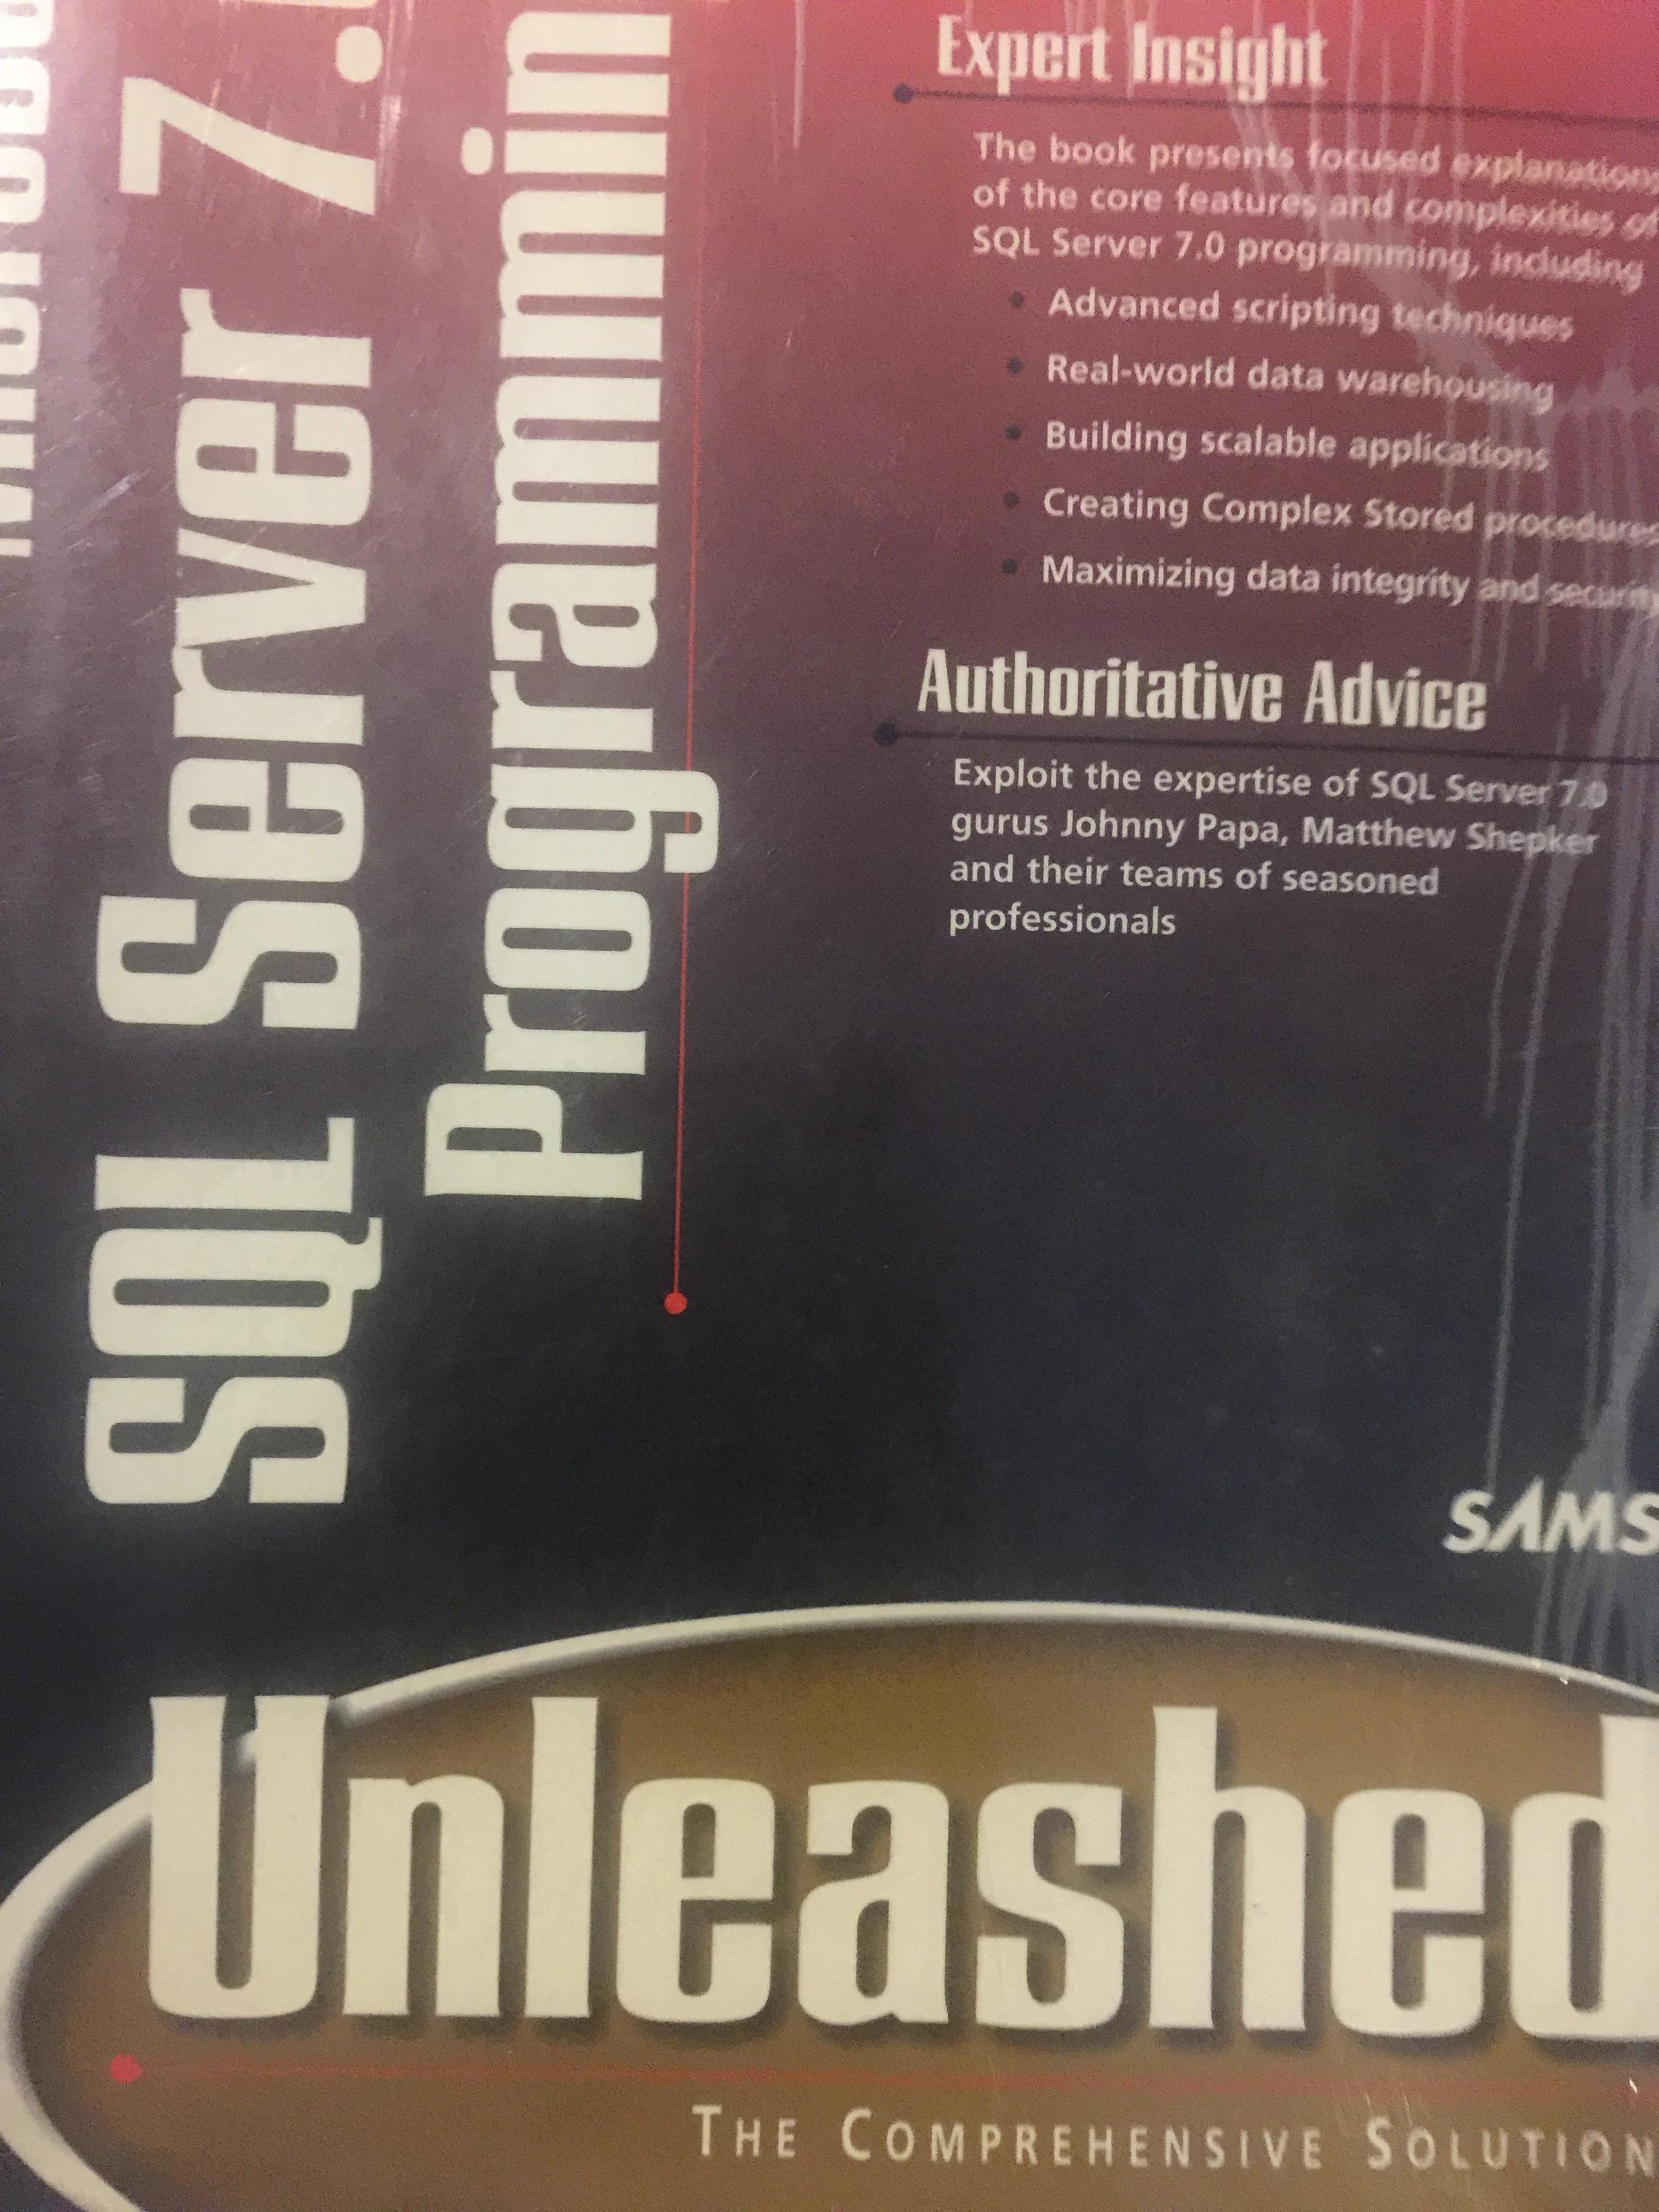 SQL Server 7.
Programmin
Expert Insight
The book presents focused explanations
of the core features and complexities of
SQL Server 7.0 programming, including
• Advanced scripting techniques
• Real-world data warehousing
• Building scalable applications
• Creating Complex Stored procedures
• Maximizing data integrity and security
Authoritative Advice
Exploit the expertise of SQL Server 7.0
gurus Johnny Papa, Matthew Shepker
and their teams of seasoned
professionals
SAMS
Unleashed
THE COMPREHENSIVE SOLUTION